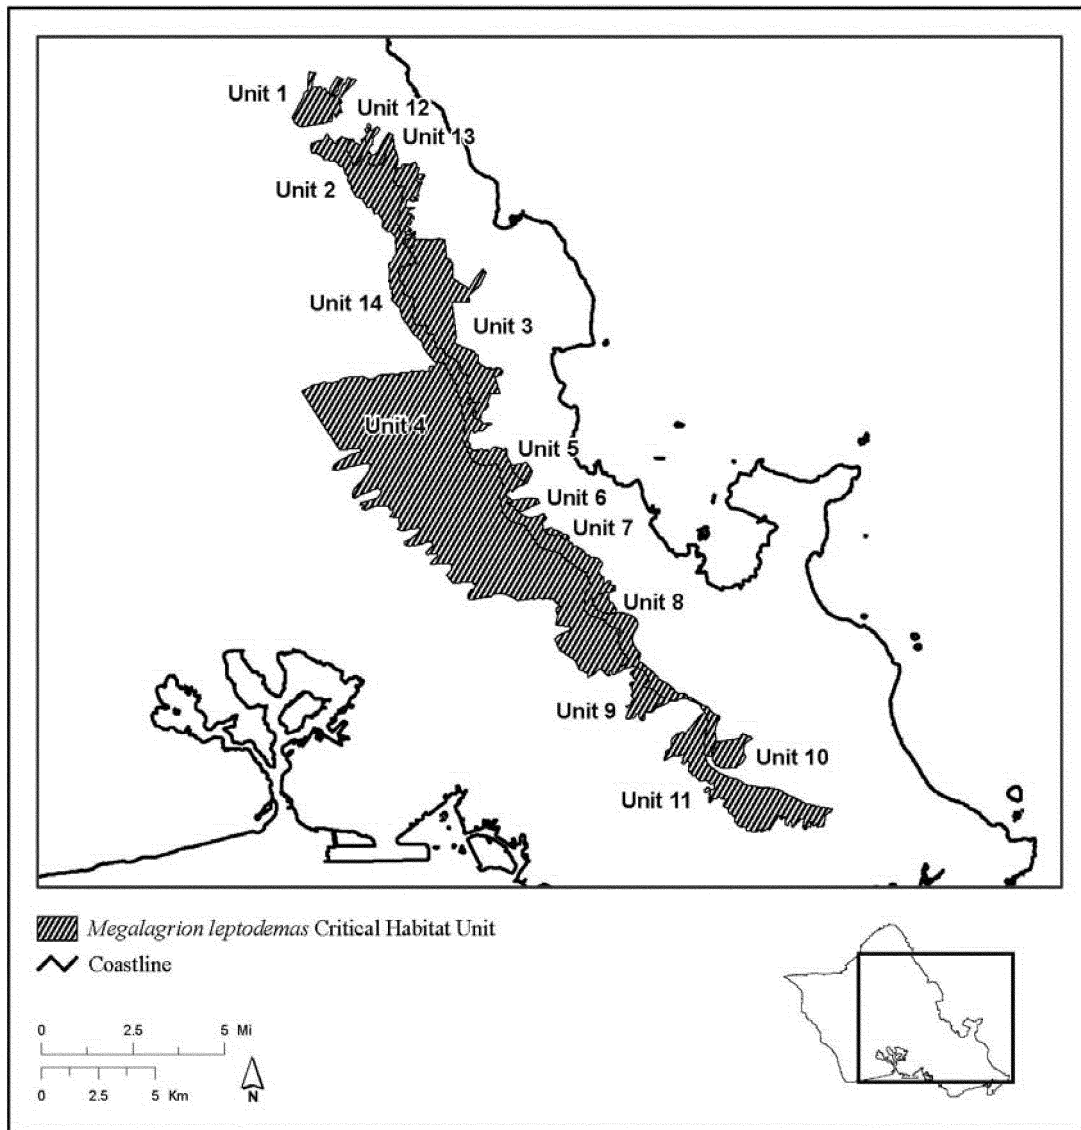 Unit 1
Unit 12
Unit 13
Unit 2
Unit 14
Unit 3
Unit 4
Unit 5
Unit 6
Unit 7
Unit 8
Unit 9
Unit 10
Unit 11
Megalagrion leptodemas Critical Habitat Unit
Coastline
0 2.5 5 Mi
0 2.5 5 Km
N